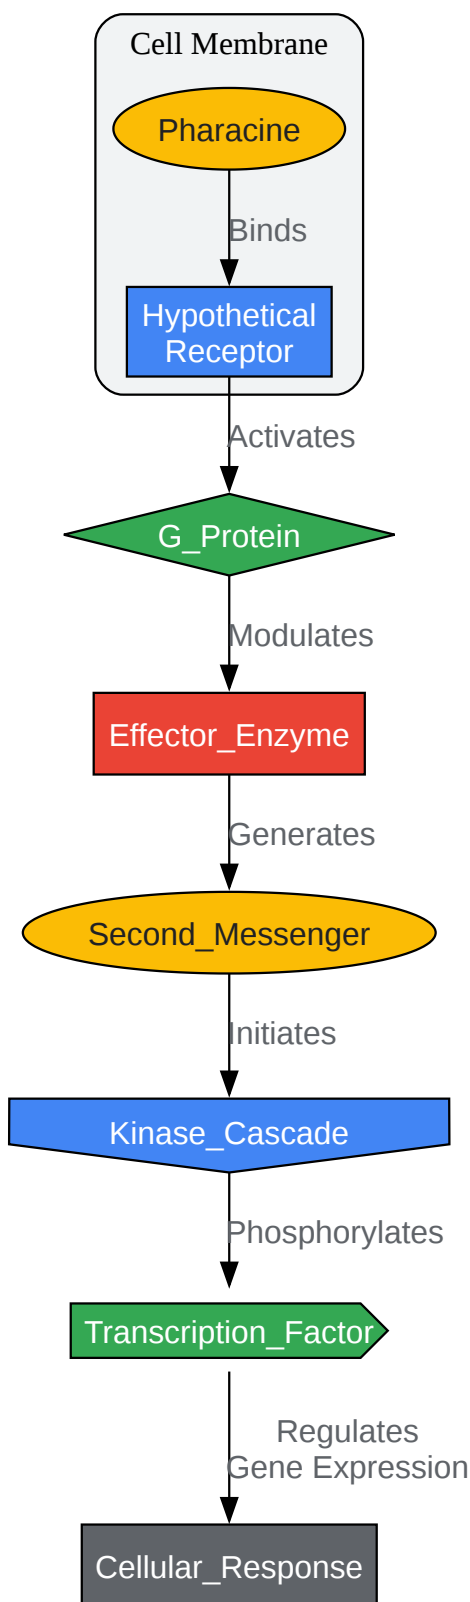 Cell Membrane
Pharacine
Binds
Hypothetical
Receptor
Activates
G_Protein
Modulates
Effector_Enzyme
Generates
Second_Messenger
Initiates
Kinase_Cascade
Phosphorylates
Transcription_Factor
Regulates
Gene Expression
Cellular_Response